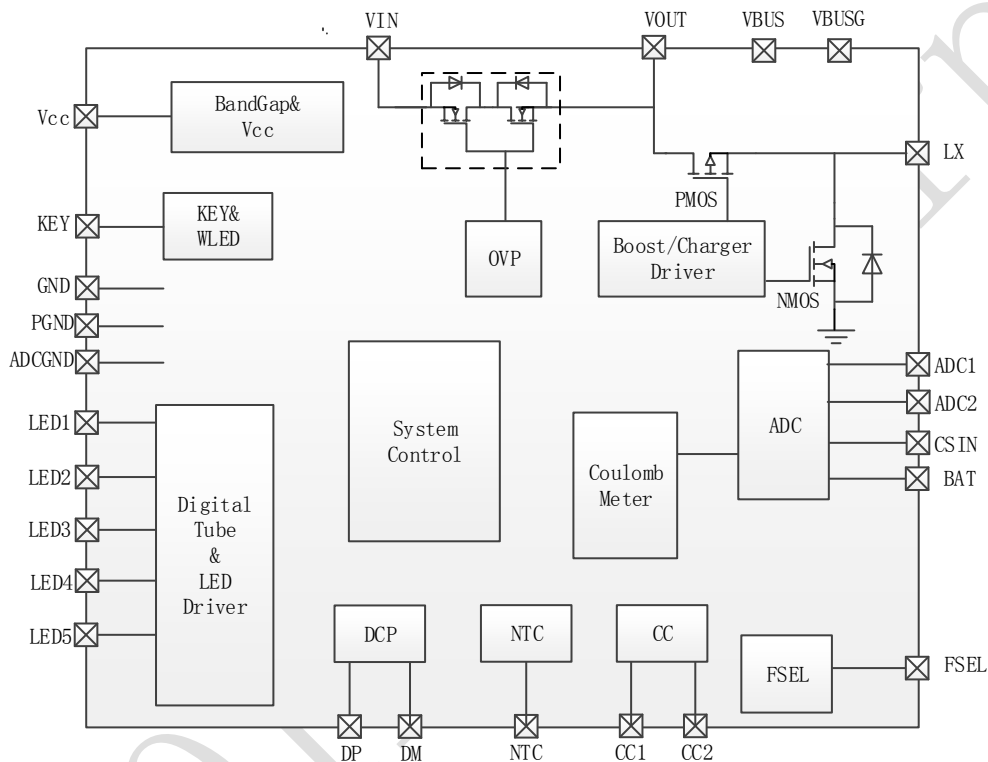 VIN
VOUT
VBUS
VBUSG
Vcc
BandGap&
Vcc
KEY
KEY&
WLED
OVP
PMOS
LX
Boost/Charger
Driver
NMOS
GND
PGND
ADCGND
ADC1
ADC2
CSIN
BAT
ADC
System
Control
Coulomb
Meter
LED1
LED2
LED3
LED4
LED5
Digital
Tube
&
LED
Driver
DCP
NTC
CC
FSEL
FSEL
DP
DM
NTC
CC1
CC2